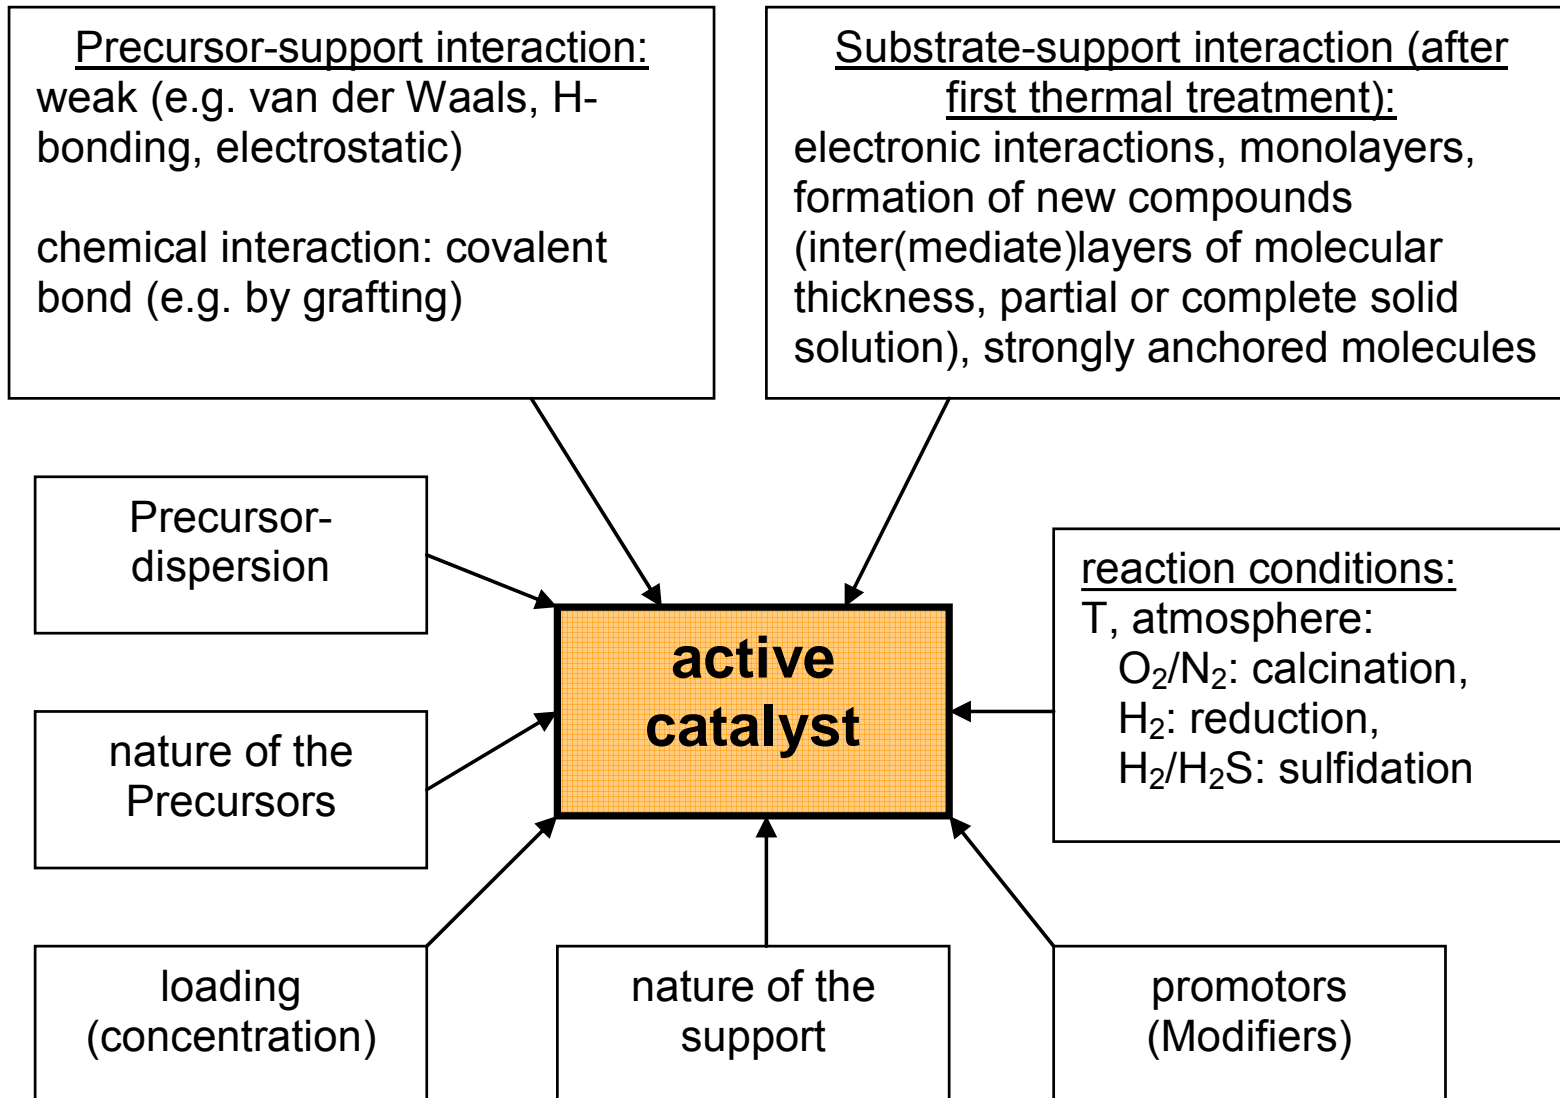 Precursor-support interaction:
weak (e.g. van der Waals, H-
bonding, electrostatic)
chemical interaction: covalent
bond (e.g. by grafting)
Substrate-support interaction (after
first thermal treatment):
electronic interactions, monolayers,
formation of new compounds
(inter(mediate)layers of molecular
thickness, partial or complete solid
solution), strongly anchored molecules
Precursor-
dispersion
reaction conditions:
T, atmosphere:
O₂/N₂: calcination,
H₂: reduction,
H₂/H₂S: sulfidation
active
catalyst
nature of the
Precursors
loading
(concentration)
nature of the
support
promotors
(Modifiers)